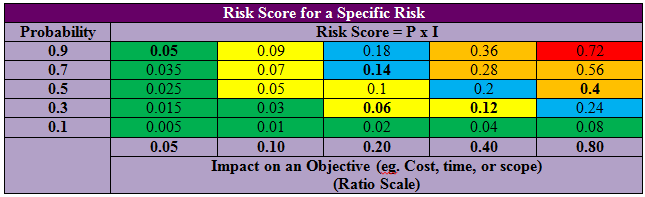 Risk Score for a Specific Risk
Probability Risk Score = P x I
0.9 0.05 0.09 0.18 0.36 0.72
0.7 0.035 0.07 0.14 0.28 0.56
0.5 0.025 0.05 0.1 0.2 0.4
0.3 0.015 0.03 0.06 0.12 0.24
0.1 0.005 0.01 0.02 0.04 0.08
0.05 0.10 0.20 0.40 0.80
Impact on an Objective (eg. Cost, time, or scope)
(Ratio Scale)